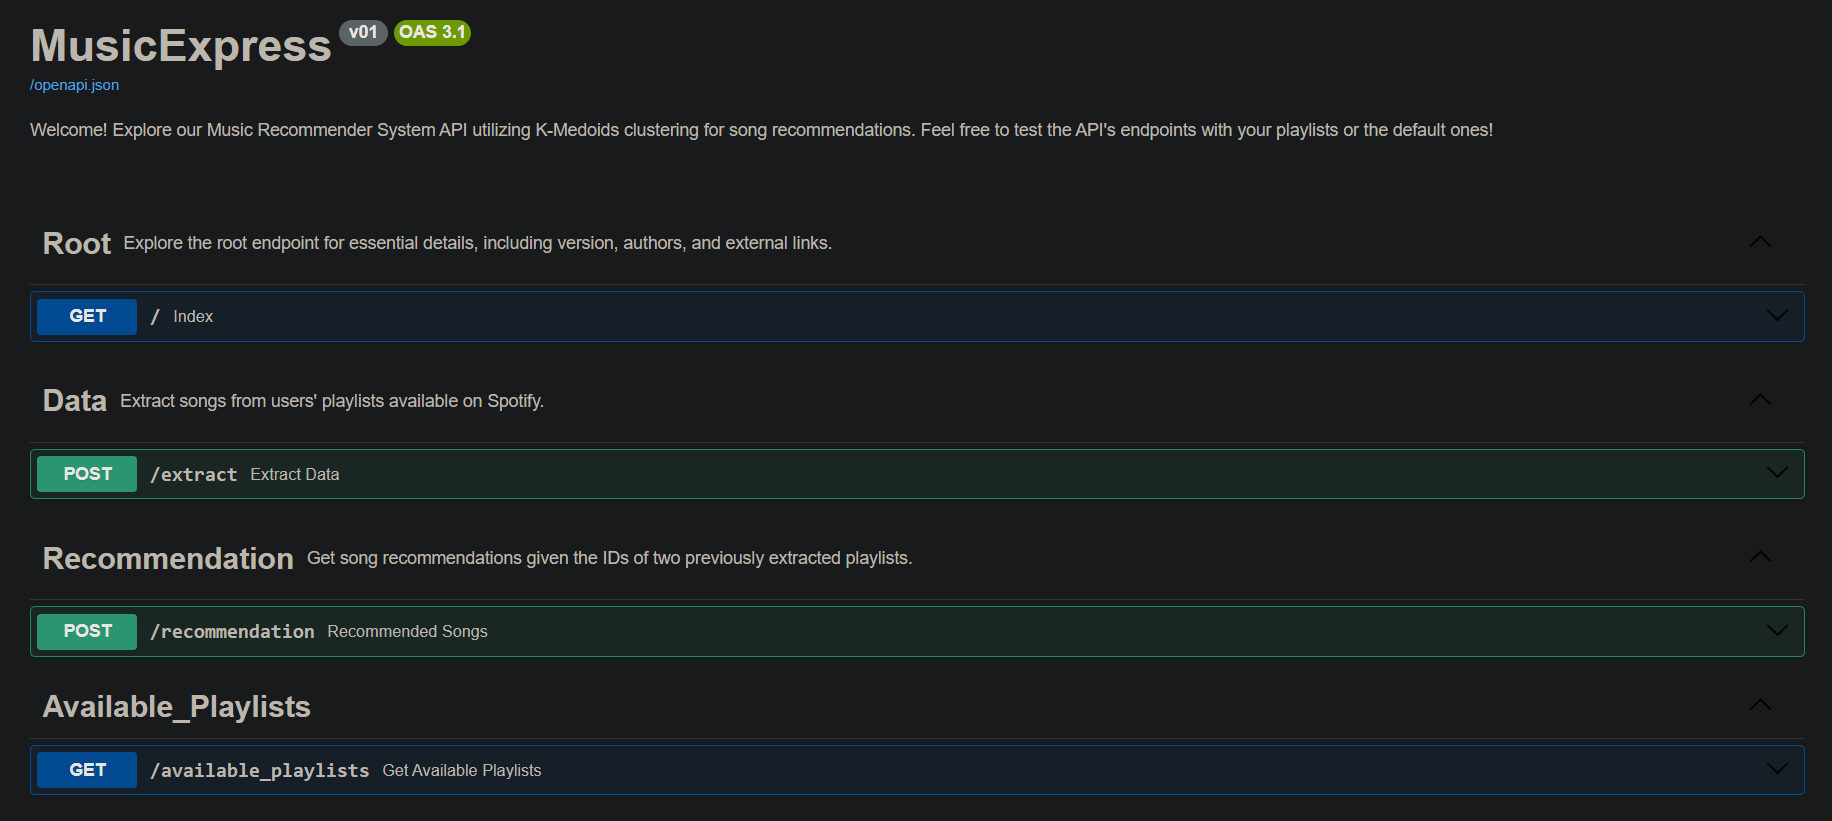 MusicExpress v01 OAS 3.1
/openapi.json
Welcome! Explore our Music Recommender System API utilizing K-Medoids clustering for song recommendations. Feel free to test the API's endpoints with your playlists or the default ones!
Root Explore the root endpoint for essential details, including version, authors, and external links.
GET / Index
Data Extract songs from users' playlists available on Spotify.
POST /extract Extract Data
Recommendation Get song recommendations given the IDs of two previously extracted playlists.
POST /recommendation Recommended Songs
Available_Playlists
GET /available_playlists Get Available Playlists